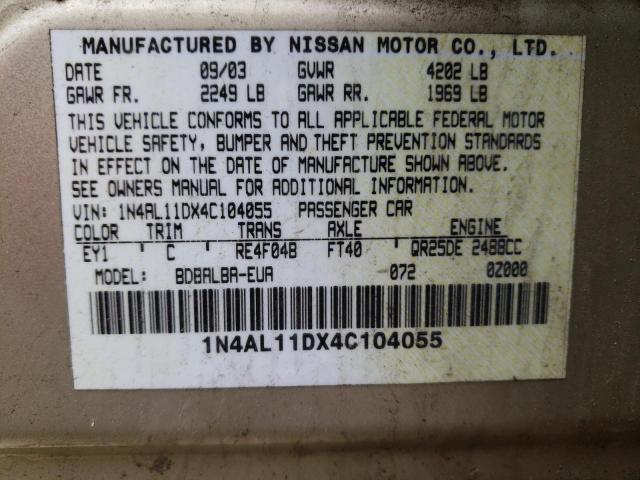 MANUFACTURED BY NISSAN MOTOR CO., LTD.
DATE 09/03 GVWR 4202 LB
GAWR FR. 2249 LB GAWR RR. 1969 LB
THIS VEHICLE CONFORMS TO ALL APPLICABLE FEDERAL MOTOR
VEHICLE SAFETY, BUMPER AND THEFT PREVENTION STANDARDS
IN EFFECT ON THE DATE OF MANUFACTURE SHOWN ABOVE.
SEE OWNERS MANUAL FOR ADDITIONAL INFORMATION.
VIN: 1N4AL11DX4C104055 PASSENGER CAR
COLOR TRIM TRANS AXLE ENGINE
EY1 C RE4F04B FT40 QR25DE 2488CC
MODEL: BDBALBA-EUA 072 0Z000
1N4AL11DX4C104055